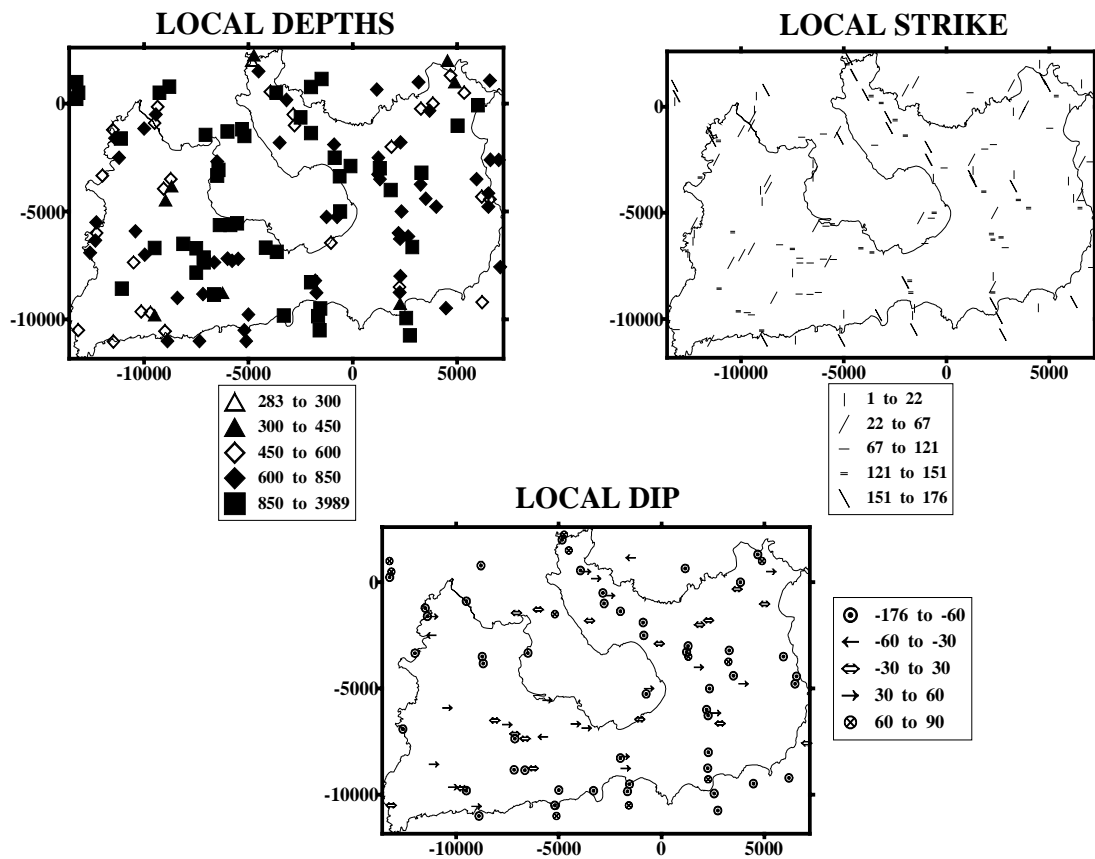 LOCAL DEPTHS
0
-5000
-10000
-10000 -5000 0 5000
283 to 300
300 to 450
450 to 600
600 to 850
850 to 3989
LOCAL STRIKE
0
-5000
-10000
-10000 -5000 0 5000
1 to 22
22 to 67
67 to 121
121 to 151
151 to 176
LOCAL DIP
0
-5000
-10000
-10000 -5000 0 5000
-176 to -60
-60 to -30
-30 to 30
30 to 60
60 to 90